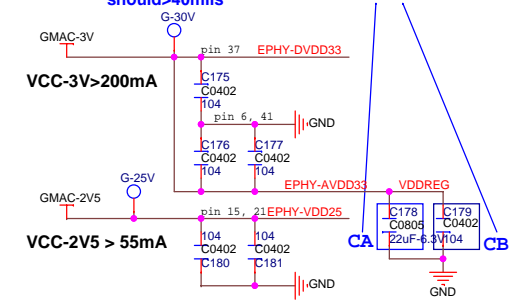 should>40mils
G-30V
GMAC-3V
pin 37 EPHY-DVDD33
VCC-3V>200mA
C175
C0402
104
pin 6, 41
GND
C176
C0402
104
C177
C0402
104
G-25V
EPHY-AVDD33
VDDREG
GMAC-2V5
pin 15, 21 EPHY-VDD25
VCC-2V5 > 55mA
104
C0402
C180
104
C0402
C181
GND
CA
C178
C0805
22uF-6.3V
C179
C0402
104
CB
GND